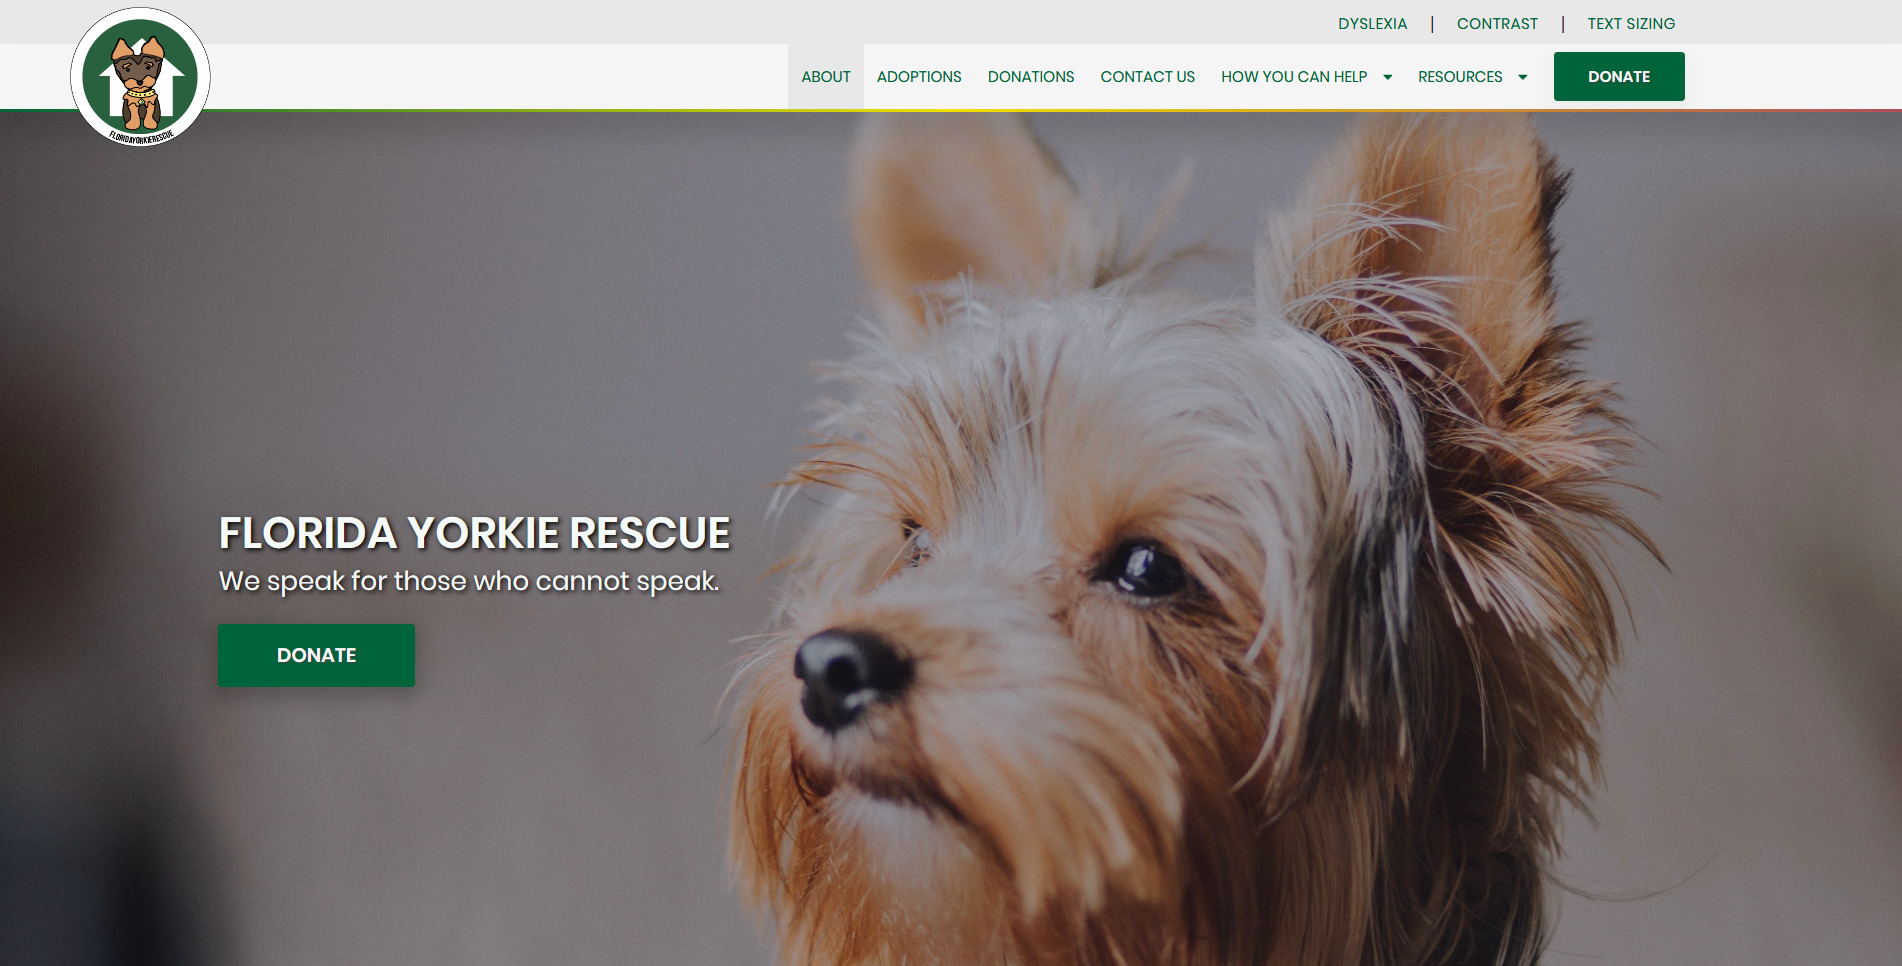 DYSLEXIA | CONTRAST | TEXT SIZING
FLORIDAYORKIERESCUE
ABOUT ADOPTIONS DONATIONS CONTACT US HOW YOU CAN HELP RESOURCES DONATE
FLORIDA YORKIE RESCUE
We speak for those who cannot speak.
DONATE